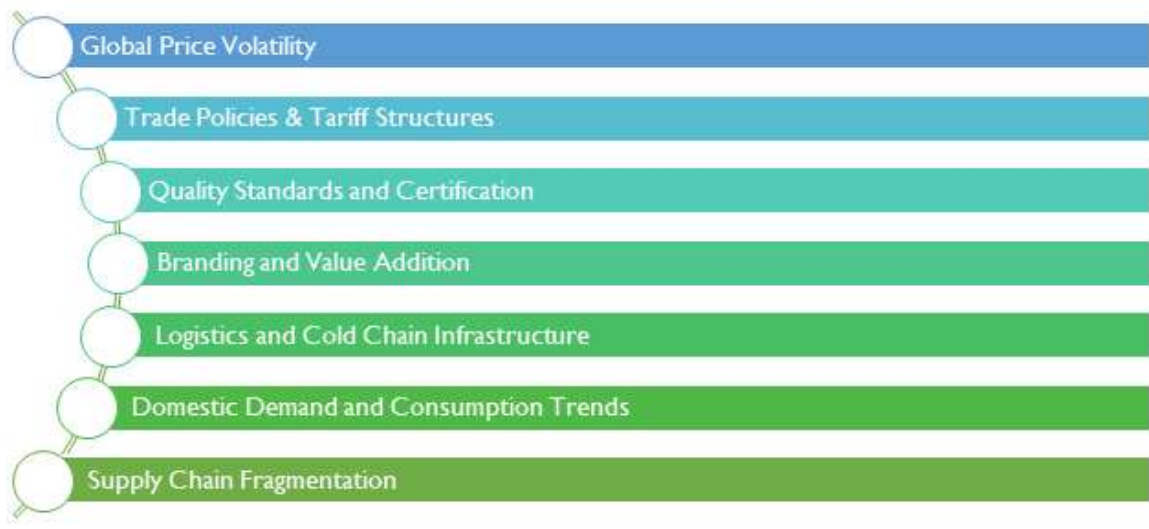 Global Price Volatility
Trade Policies & Tariff Structures
Quality Standards and Certification
Branding and Value Addition
Logistics and Cold Chain Infrastructure
Domestic Demand and Consumption Trends
Supply Chain Fragmentation